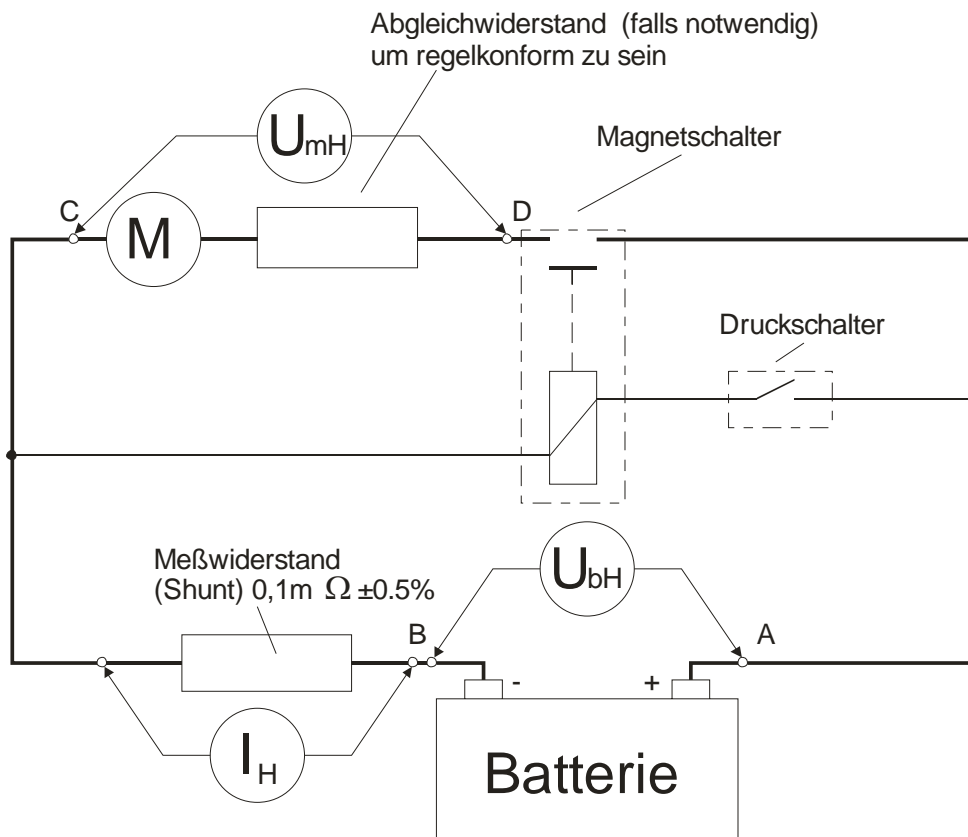 Abgleichwiderstand (falls notwendig)
um regelkonform zu sein
UmH
Magnetschalter
C
D
M
Druckschalter
Meßwiderstand
(Shunt) 0,1m Ω ±0.5%
UbH
B
A
- +
IH
Batterie